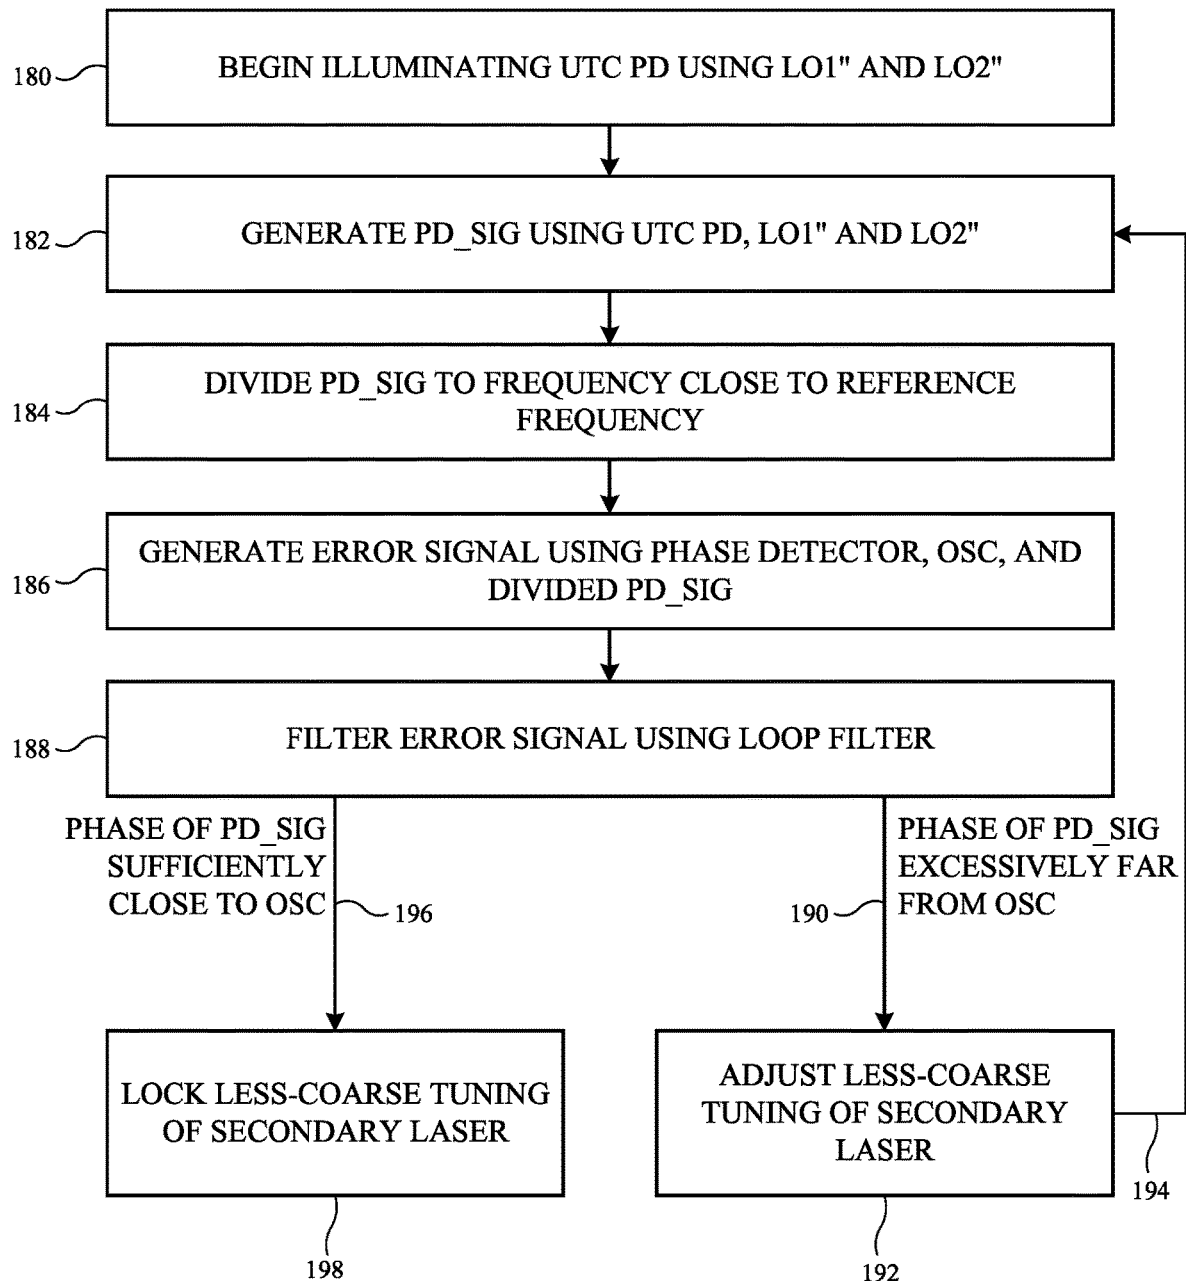 180
BEGIN ILLUMINATING UTC PD USING LO1" AND LO2"
182
GENERATE PD_SIG USING UTC PD, LO1" AND LO2"
184
DIVIDE PD_SIG TO FREQUENCY CLOSE TO REFERENCE
FREQUENCY
186
GENERATE ERROR SIGNAL USING PHASE DETECTOR, OSC, AND
DIVIDED PD_SIG
188
FILTER ERROR SIGNAL USING LOOP FILTER
PHASE OF PD_SIG
SUFFICIENTLY
CLOSE TO OSC
196
190
PHASE OF PD_SIG
EXCESSIVELY FAR
FROM OSC
LOCK LESS-COARSE TUNING
OF SECONDARY LASER
198
ADJUST LESS-COARSE
TUNING OF SECONDARY
LASER
192
194